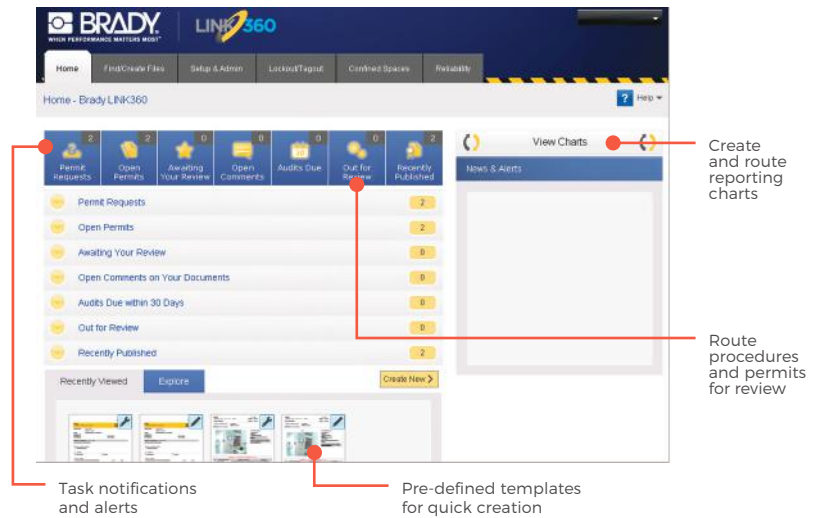 BRADY.
WHEN PERFORMANCE MATTERS MOST™
LINK360
Home
Find/Create Files
Setup & Admin
Lockout/Tagout
Confined Spaces
Reliability
Home - Brady LINK360
? Help
2
Permit
Requests
2
Open
Permits
0
Awaiting
Your Review
0
Open
Comments
0
Audits Due
0
Out for
Review
2
Recently
Published
View Charts
News & Alerts
Permit Requests 2
Open Permits 2
Awaiting Your Review 0
Open Comments on Your Documents 0
Audits Due within 30 Days 0
Out for Review 0
Recently Published 2
Recently Viewed
Explore
Create New
Create
and route
reporting
charts
Route
procedures
and permits
for review
Task notifications
and alerts
Pre-defined templates
for quick creation